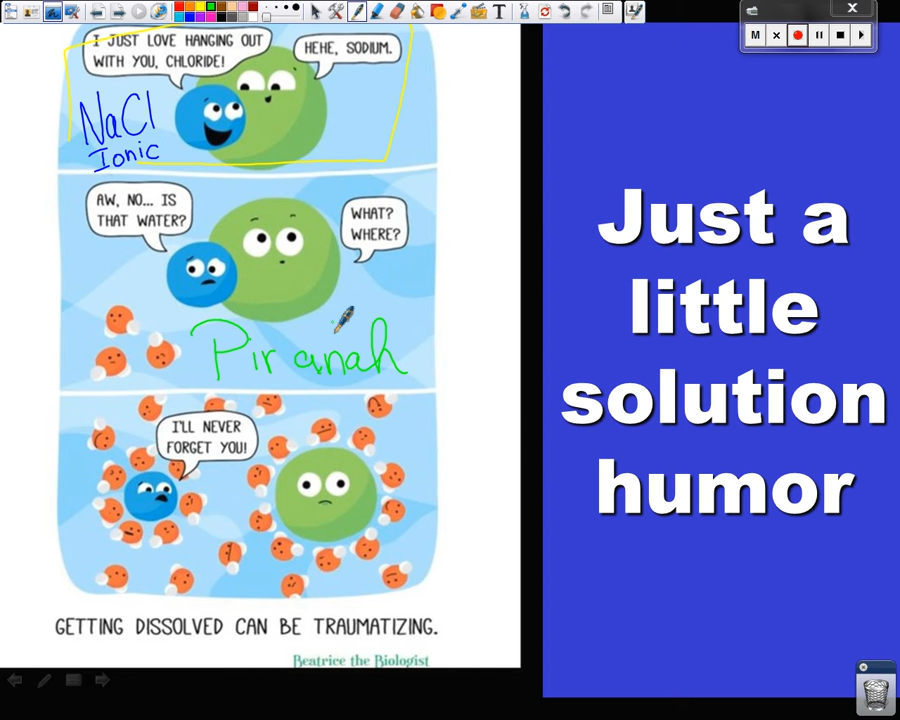 M
I JUST LOVE HANGING OUT
WITH YOU, CHLORIDE!
HEHE, SODIUM.
NaCl
Ionic
AW, NO... IS
THAT WATER?
WHAT?
WHERE?
Piranah
I'LL NEVER
FORGET YOU!
GETTING DISSOLVED CAN BE TRAUMATIZING.
Beatrice the Biologist
Just a
little
solution
humor